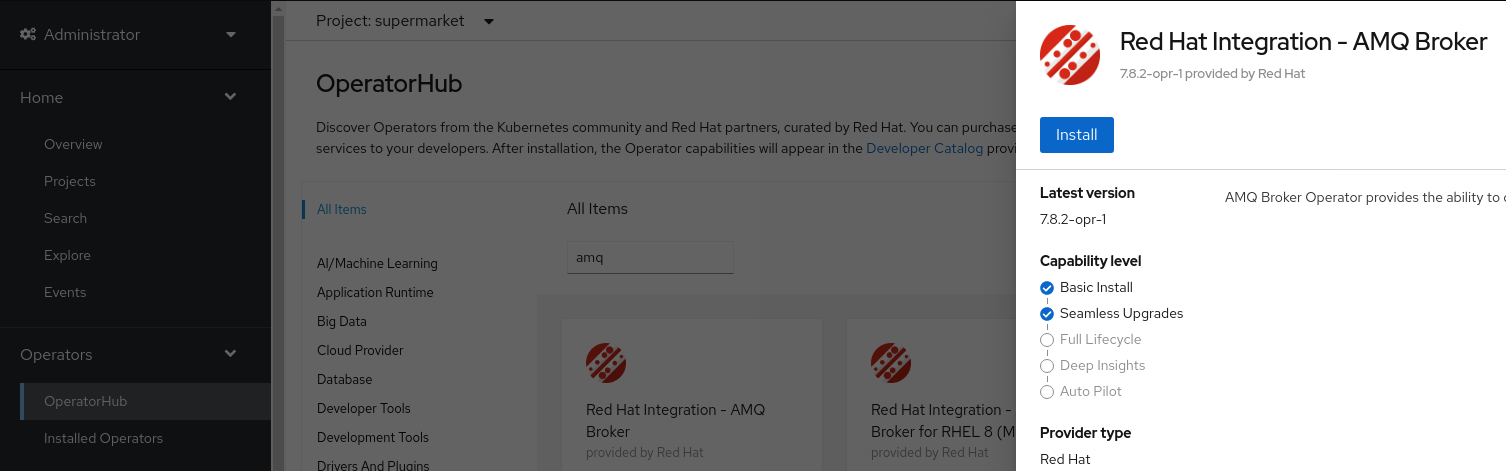 Administrator
Home
Overview
Projects
Search
Explore
Events
Operators
OperatorHub
Installed Operators
Project: supermarket
OperatorHub
Discover Operators from the Kubernetes community and Red Hat partners, curated by Red Hat. You can purchase
services to your developers. After installation, the Operator capabilities will appear in the Developer Catalog
All Items
AI/Machine Learning
Application Runtime
Big Data
Cloud Provider
Database
Developer Tools
Development Tools
Drivers And Plugins
All Items
amq
Red Hat Integration - AMQ
Broker
provided by Red Hat
Red Hat Integration -
Broker for RHEL 8 (M
provided by Red Hat
Red Hat Integration - AMQ Broker
7.8.2-opr-1 provided by Red Hat
Install
Latest version
7.8.2-opr-1
Capability level
Basic Install
Seamless Upgrades
Full Lifecycle
Deep Insights
Auto Pilot
Provider type
Red Hat
AMQ Broker Operator provides the ability to